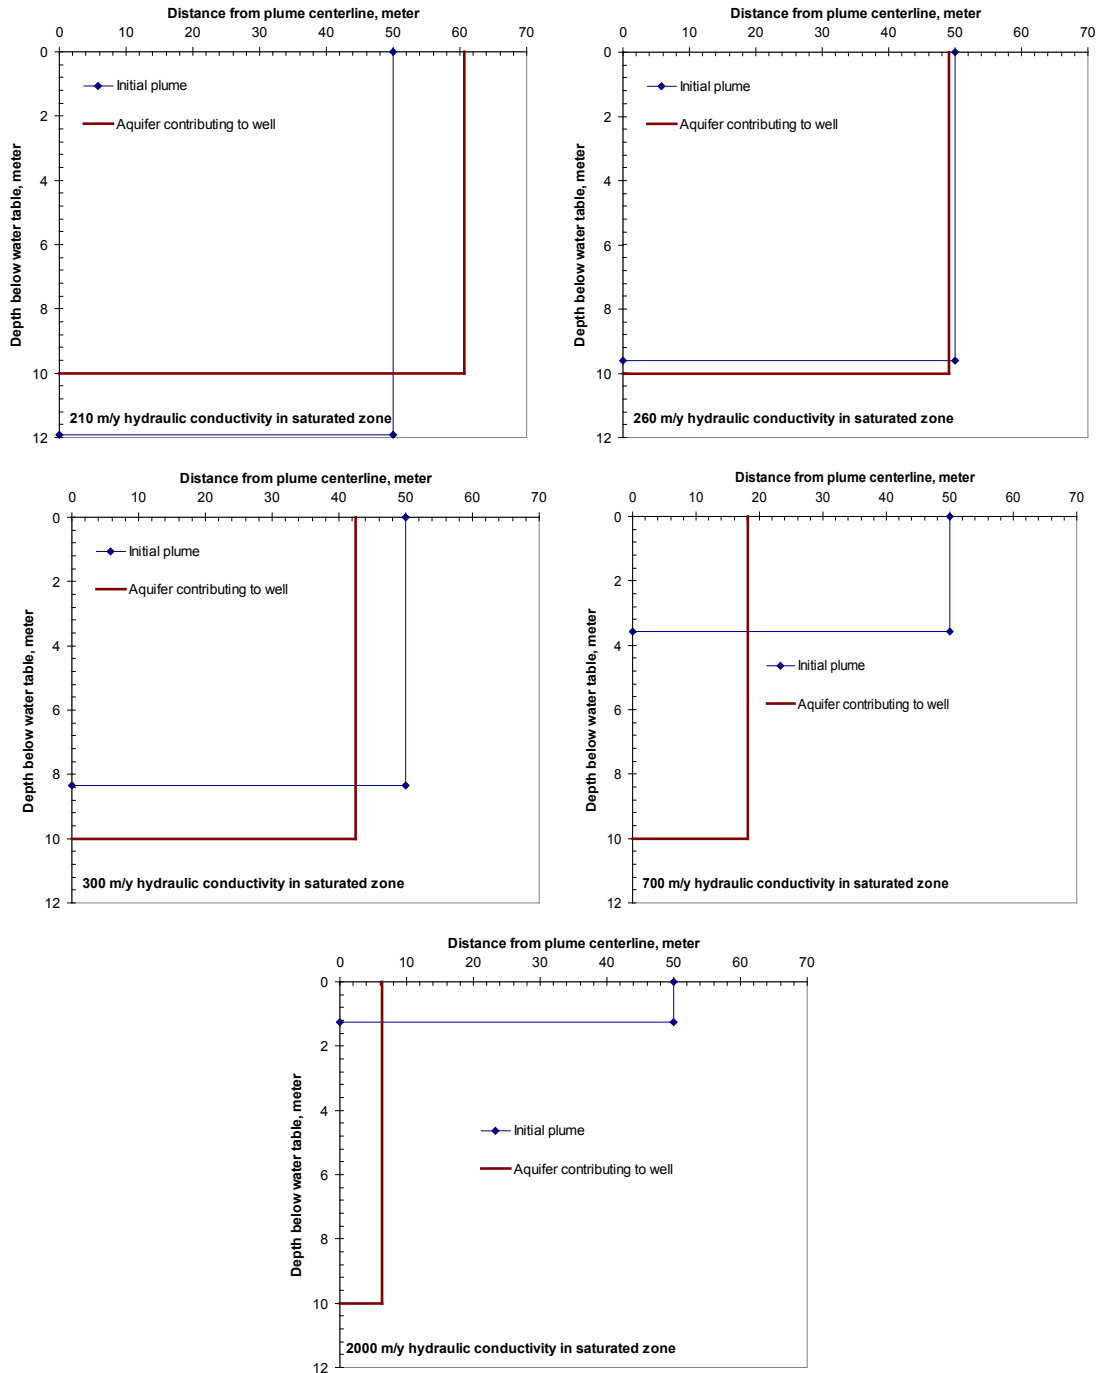 Distance from plume centerline, meter
0 10 20 30 40 50 60 70
Depth below water table, meter
0
2
4
6
8
10
12
Initial plume
Aquifer contributing to well
210 m/y hydraulic conductivity in saturated zone
Distance from plume centerline, meter
0 10 20 30 40 50 60 70
Depth below water table, meter
0
2
4
6
8
10
12
Initial plume
Aquifer contributing to well
260 m/y hydraulic conductivity in saturated zone
Distance from plume centerline, meter
0 10 20 30 40 50 60 70
Depth below water table, meter
0
2
4
6
8
10
12
Initial plume
Aquifer contributing to well
300 m/y hydraulic conductivity in saturated zone
Distance from plume centerline, meter
0 10 20 30 40 50 60 70
Depth below water table, meter
0
2
4
6
8
10
12
Initial plume
Aquifer contributing to well
700 m/y hydraulic conductivity in saturated zone
Distance from plume centerline, meter
0 10 20 30 40 50 60 70
Depth below water table, meter
0
2
4
6
8
10
12
Initial plume
Aquifer contributing to well
2000 m/y hydraulic conductivity in saturated zone